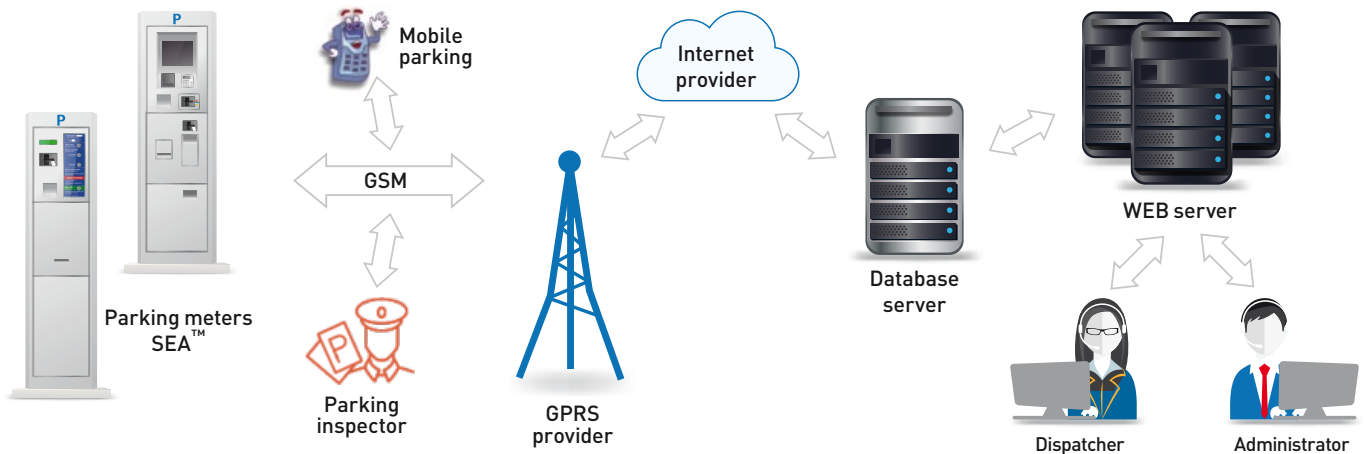 P
P
Mobile
parking
GSM
Parking meters
SEA™
Parking
inspector
P
GPRS
provider
Internet
provider
Database
server
WEB server
Dispatcher
Administrator